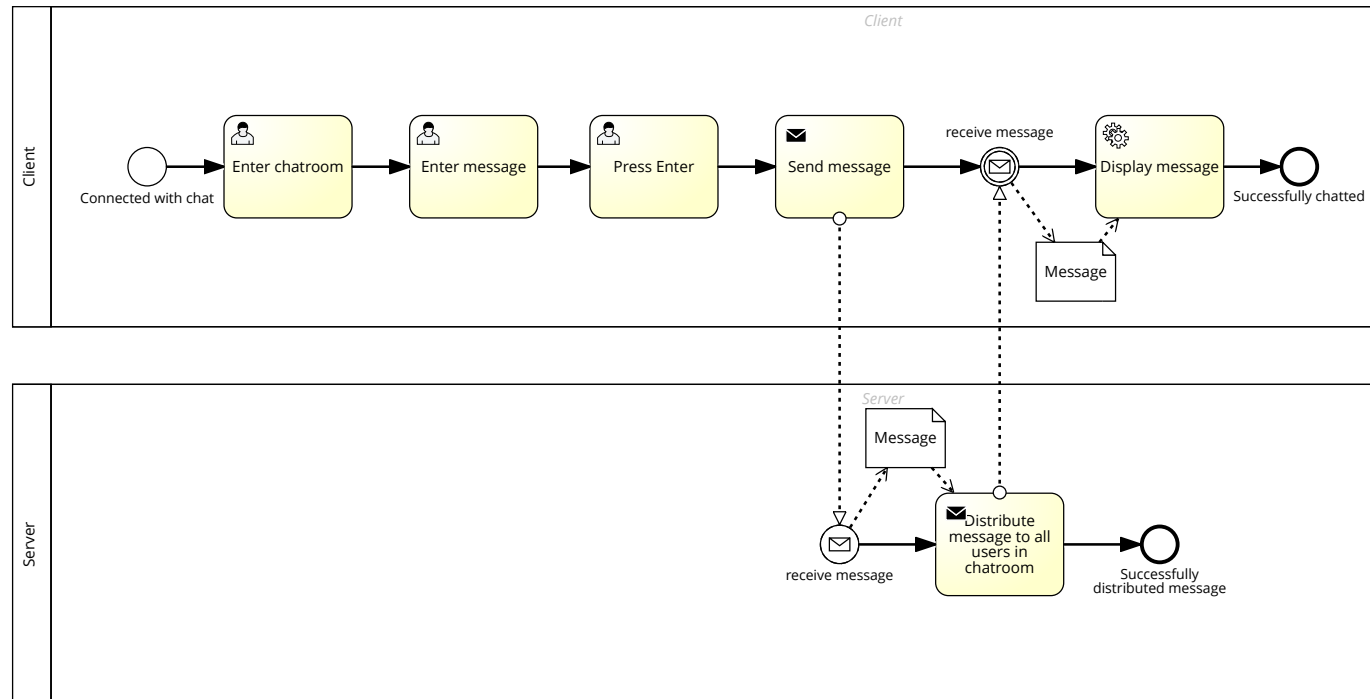 Client
Client
receive message
Enter chatroom
Enter message
Press Enter
Send message
Display message
Connected with chat
Successfully chatted
Message
Server
Server
Message
Distribute
message to all
users in
chatroom
receive message
Successfully
distributed message